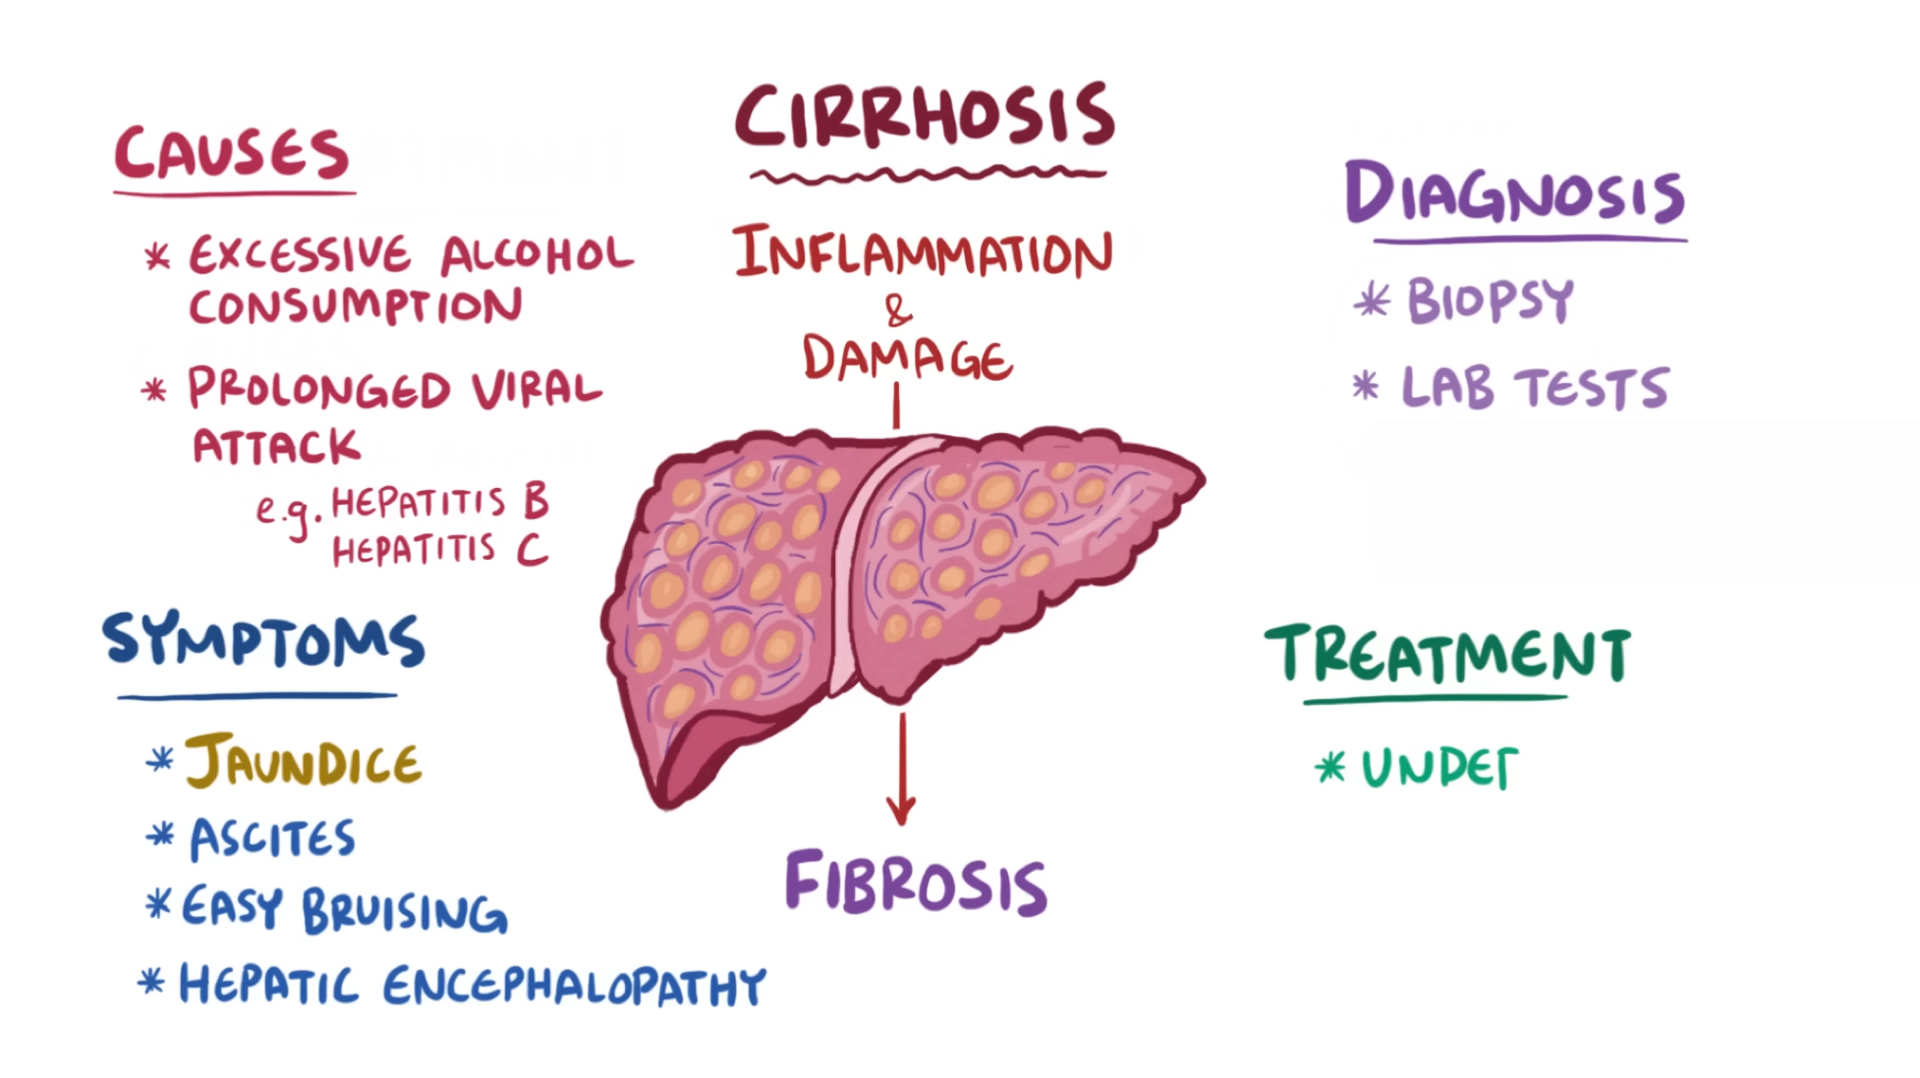 CIRRHOSIS
INFLAMMATION
&
DAMAGE
FIBROSIS
CAUSES
* EXCESSIVE ALCOHOL
CONSUMPTION
* PROLONGED VIRAL
ATTACK
e.g. HEPATITIS B
HEPATITIS C
SYMPTOMS
* JAUNDICE
* ASCITES
* EASY BRUISING
* HEPATIC ENCEPHALOPATHY
DIAGNOSIS
* BIOPSY
* LAB TESTS
TREATMENT
* UNDE